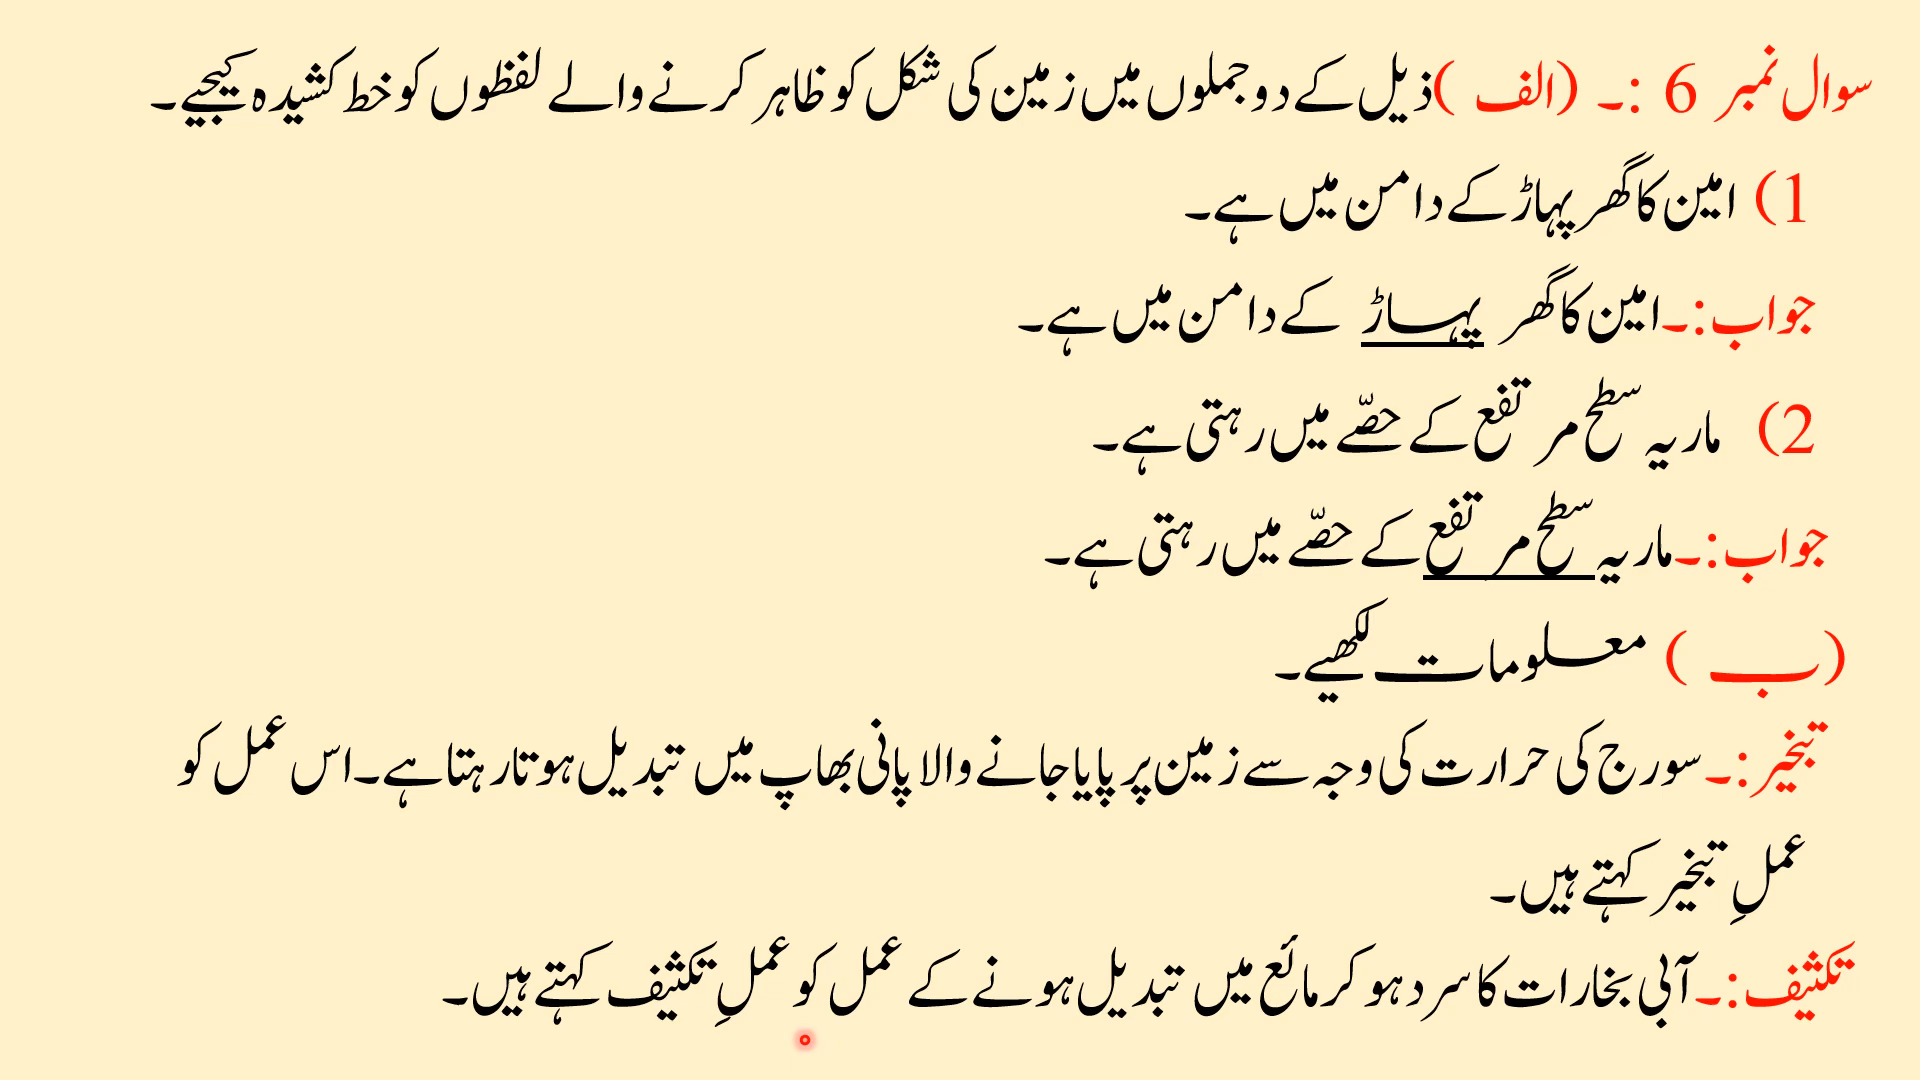 سوال نمبر 6 :۔ (الف )ذیل کے دو جملوں میں زمین کی شکل کو ظاہر کرنے والے لفظوں کو خط کشیدہ کیجیے۔
1) امین کا گھر پہاڑ کے دامن میں ہے۔
جواب:۔امین کا گھر پہاڑ کے دامن میں ہے۔
2) ماریہ سطح مرتفع کے حصّے میں رہتی ہے۔
جواب:۔ماریہ سطح مرتفع کے حصّے میں رہتی ہے۔
(ب ) معلومات لکھیے۔
تبخیر:۔سورج کی حرارت کی وجہ سے زمین پر پایا جانے والا پانی بھاپ میں تبدیل ہوتا رہتا ہے۔اس عمل کو
عملِ تبخیر کہتے ہیں۔
تکثیف:۔آبی بخارات کا سرد ہو کر مائع میں تبدیل ہونے کے عمل کو عملِ تکثیف کہتے ہیں۔